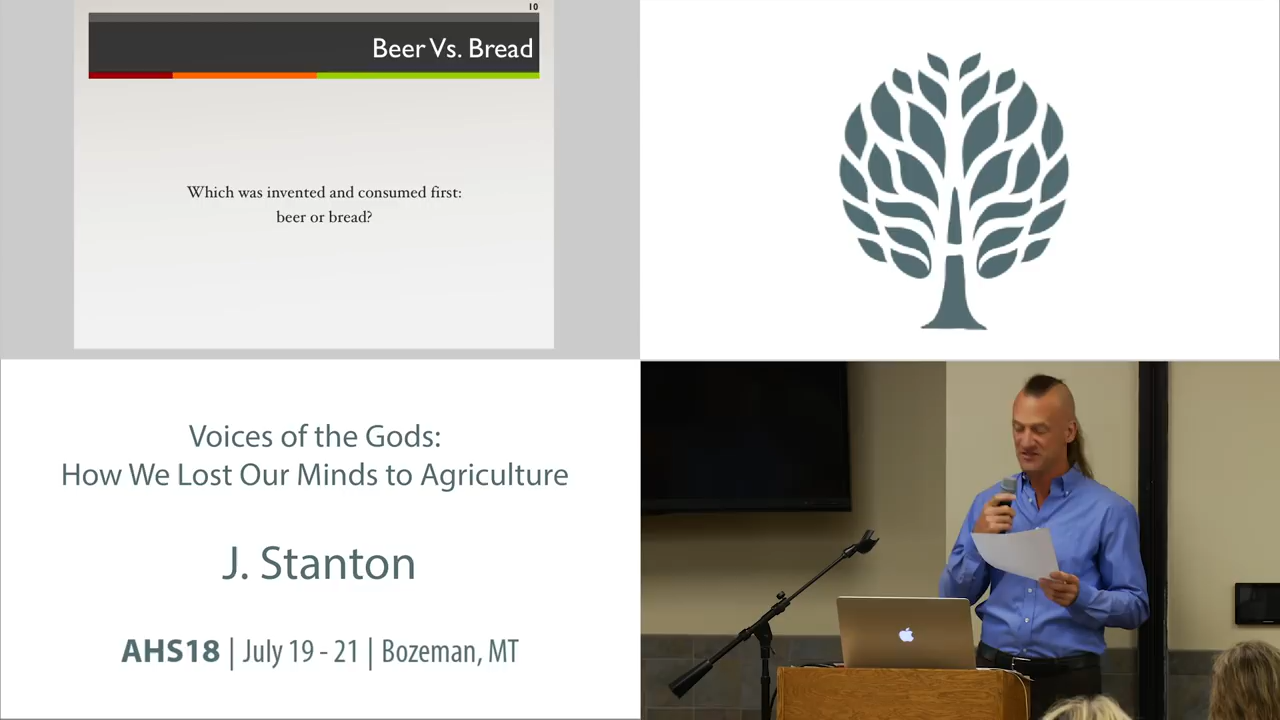 10
Beer Vs. Bread
Which was invented and consumed first:
beer or bread?
Voices of the Gods:
How We Lost Our Minds to Agriculture
J. Stanton
AHS18 | July 19 - 21 | Bozeman, MT